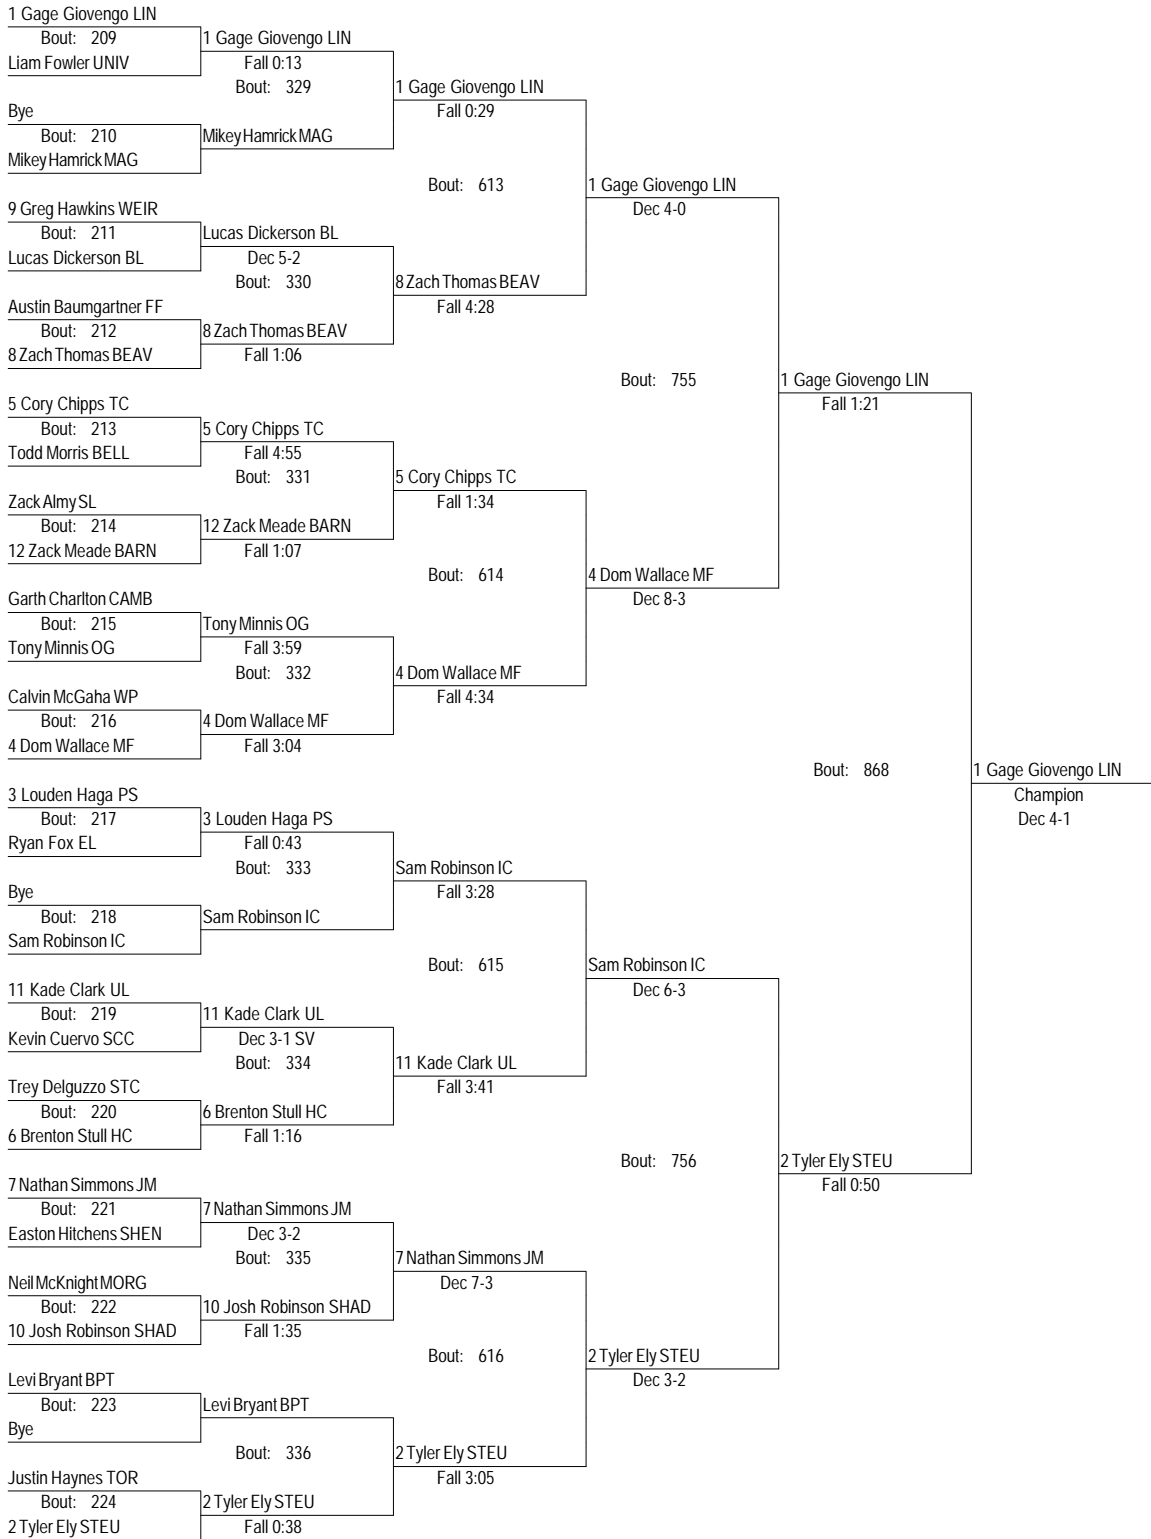 1 Gage Giovengo LIN
Bout: 209
Liam Fowler UNIV
1 Gage Giovengo LIN
Fall 0:13
Bout: 329
1 Gage Giovengo LIN
Fall 0:29
Bye
Bout: 210
Mikey Hamrick MAG
Mikey Hamrick MAG
Bout: 613
1 Gage Giovengo LIN
Dec 4-0
9 Greg Hawkins WEIR
Bout: 211
Lucas Dickerson BL
Lucas Dickerson BL
Dec 5-2
Bout: 330
8 Zach Thomas BEAV
Fall 4:28
Austin Baumgartner FF
Bout: 212
8 Zach Thomas BEAV
8 Zach Thomas BEAV
Fall 1:06
Bout: 755
1 Gage Giovengo LIN
Fall 1:21
5 Cory Chipps TC
Bout: 213
Todd Morris BELL
5 Cory Chipps TC
Fall 4:55
Bout: 331
5 Cory Chipps TC
Fall 1:34
Zack Almy SL
Bout: 214
12 Zack Meade BARN
12 Zack Meade BARN
Fall 1:07
Bout: 614
4 Dom Wallace MF
Dec 8-3
Garth Charlton CAMB
Bout: 215
Tony Minnis OG
Tony Minnis OG
Fall 3:59
Bout: 332
4 Dom Wallace MF
Fall 4:34
Calvin McGaha WP
Bout: 216
4 Dom Wallace MF
4 Dom Wallace MF
Fall 3:04
Bout: 868
1 Gage Giovengo LIN
Champion
Dec 4-1
3 Louden Haga PS
Bout: 217
Ryan Fox EL
3 Louden Haga PS
Fall 0:43
Bout: 333
Sam Robinson IC
Fall 3:28
Bye
Bout: 218
Sam Robinson IC
Sam Robinson IC
Bout: 615
Sam Robinson IC
Dec 6-3
11 Kade Clark UL
Bout: 219
Kevin Cuervo SCC
11 Kade Clark UL
Dec 3-1 SV
Bout: 334
11 Kade Clark UL
Fall 3:41
Trey Delguzzo STC
Bout: 220
6 Brenton Stull HC
6 Brenton Stull HC
Fall 1:16
Bout: 756
2 Tyler Ely STEU
Fall 0:50
7 Nathan Simmons JM
Bout: 221
Easton Hitchens SHEN
7 Nathan Simmons JM
Dec 3-2
Bout: 335
7 Nathan Simmons JM
Dec 7-3
Neil McKnight MORG
Bout: 222
10 Josh Robinson SHAD
10 Josh Robinson SHAD
Fall 1:35
Bout: 616
2 Tyler Ely STEU
Dec 3-2
Levi Bryant BPT
Bout: 223
Bye
Levi Bryant BPT
Bout: 336
2 Tyler Ely STEU
Fall 3:05
Justin Haynes TOR
Bout: 224
2 Tyler Ely STEU
2 Tyler Ely STEU
Fall 0:38